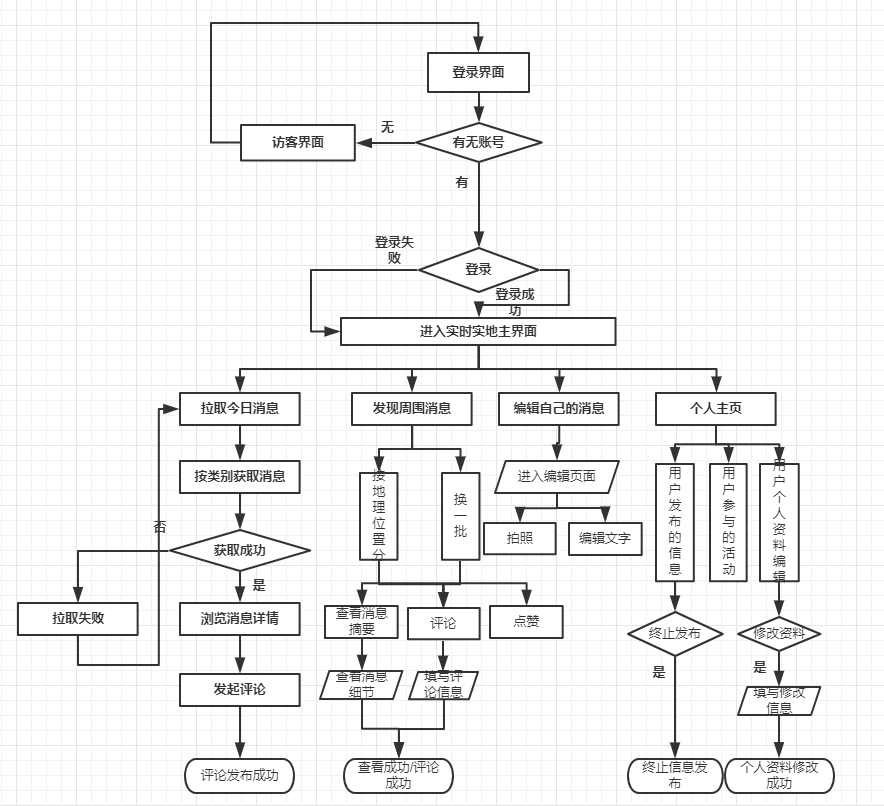 登录界面
无
访客界面
有无账号
有
登录失
败
登录
登录成
功
进入实时实地主界面
拉取今日消息
发现周围消息
编辑自己的消息
个人主页
按类别获取消息
按地理位置分
换一批
进入编辑页面
用户发布的信息
用户参与的活动
用户个人资料编辑
否
拍照
编辑文字
获取成功
是
拉取失败
浏览消息详情
查看消息
摘要
评论
点赞
终止发布
修改资料
发起评论
查看消息
细节
填写评
论信息
是
是
填写修改
信息
评论发布成功
查看成功/评论
成功
终止信息发
布
个人资料修改
成功